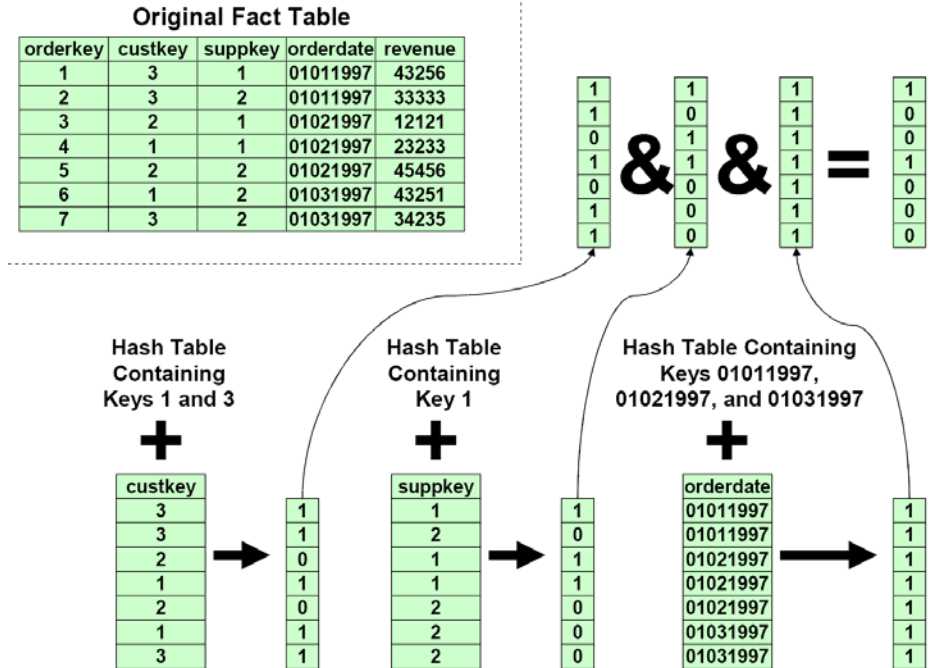 Original Fact Table
orderkey custkey suppkey orderdate revenue
1 3 1 01011997 43256
2 3 2 01011997 33333
3 2 1 01021997 12121
4 1 1 01021997 23233
5 2 2 01021997 45456
6 1 2 01031997 43251
7 3 2 01031997 34235
1 1 1 1
1 0 1 0
0 1 1 0
1 & 1 & 1 = 1
0 0 1 0
1 0 1 0
1 0 1 0
Hash Table
Containing
Keys 1 and 3
+
custkey
3 1
3 1
2 0
1 1
2 0
1 1
3 1
Hash Table
Containing
Key 1
+
suppkey
1 1
2 0
1 1
1 1
2 0
2 0
2 0
Hash Table Containing
Keys 01011997,
01021997, and 01031997
+
orderdate
01011997 1
01011997 1
01021997 1
01021997 1
01021997 1
01031997 1
01031997 1